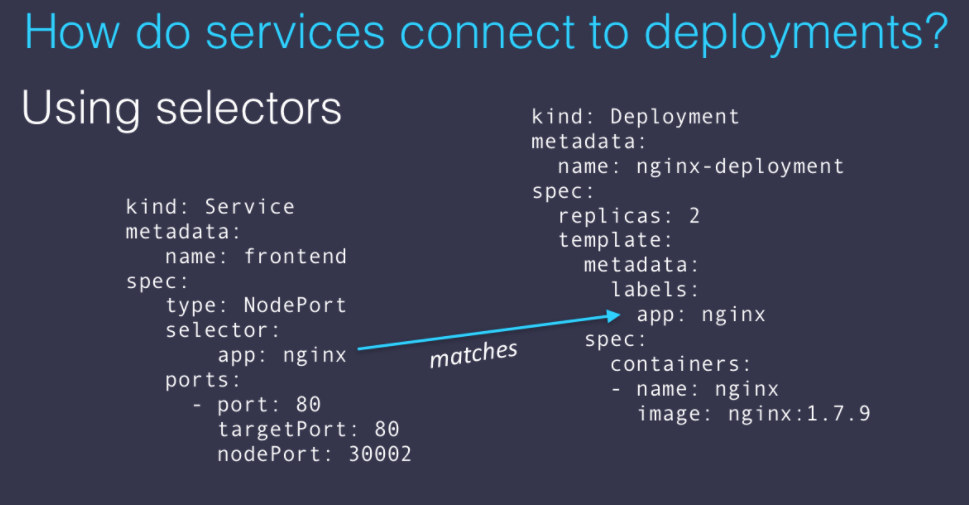 How do services connect to deployments?
Using selectors
kind: Service
metadata:
   name: frontend
spec:
   type: NodePort
   selector:
       app: nginx
   ports:
     - port: 80
       targetPort: 80
       nodePort: 30002
matches
kind: Deployment
metadata:
  name: nginx-deployment
spec:
  replicas: 2
  template:
    metadata:
      labels:
        app: nginx
    spec:
      containers:
      - name: nginx
        image: nginx:1.7.9